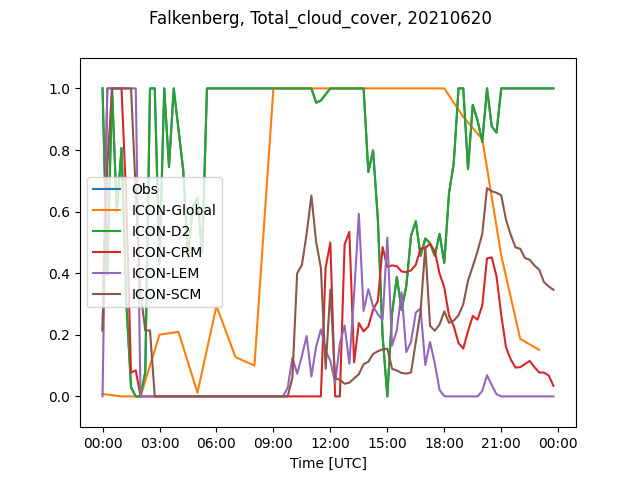 Falkenberg, Total_cloud_cover, 20210620
1.0
0.8
0.6
0.4
0.2
0.0
Obs
ICON-Global
ICON-D2
ICON-CRM
ICON-LEM
ICON-SCM
00:00 03:00 06:00 09:00 12:00 15:00 18:00 21:00 00:00
Time [UTC]